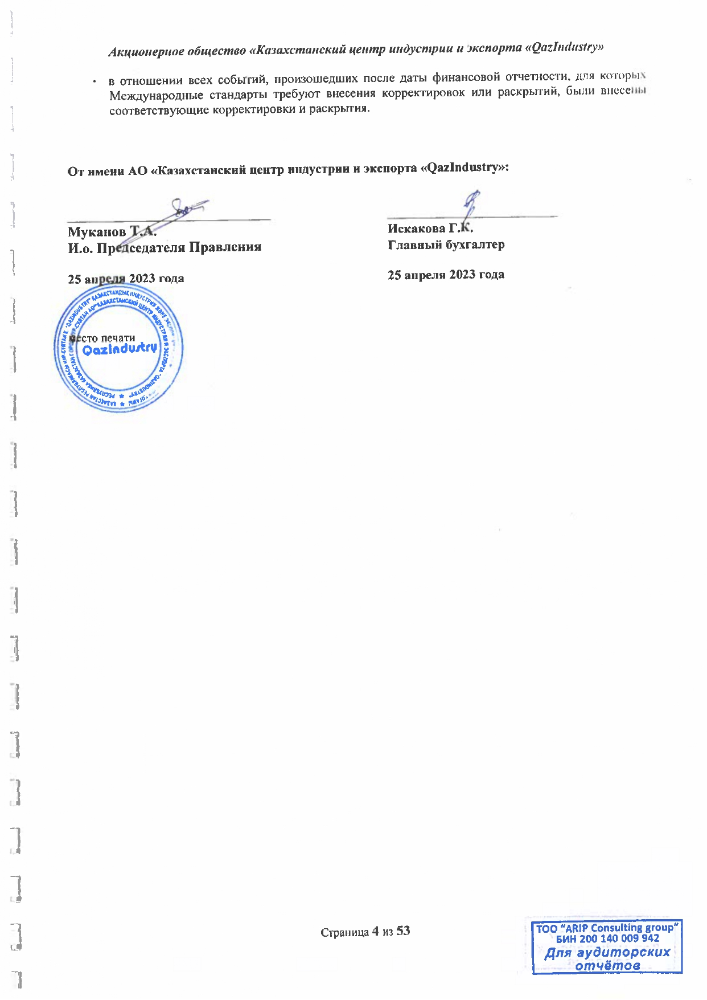 Акционерное общество «Казахстанский центр индустрии и экспорта «QazIndustry»
· в отношении всех событий, произошедших после даты финансовой отчетности, для которых
Международные стандарты требуют внесения корректировок или раскрытий, были внесены
соответствующие корректировки и раскрытия.
От имени АО «Казахстанский центр индустрии и экспорта «QazIndustry»:
Муканов Т.А.
И.о. Председателя Правления
25 апреля 2023 года
Искакова Г.К.
Главный бухгалтер
25 апреля 2023 года
место печати
QazIndustry
Страница 4 из 53
ТОО "ARIP Consulting group"
БИН 200 140 009 942
Для аудиторских
отчётов